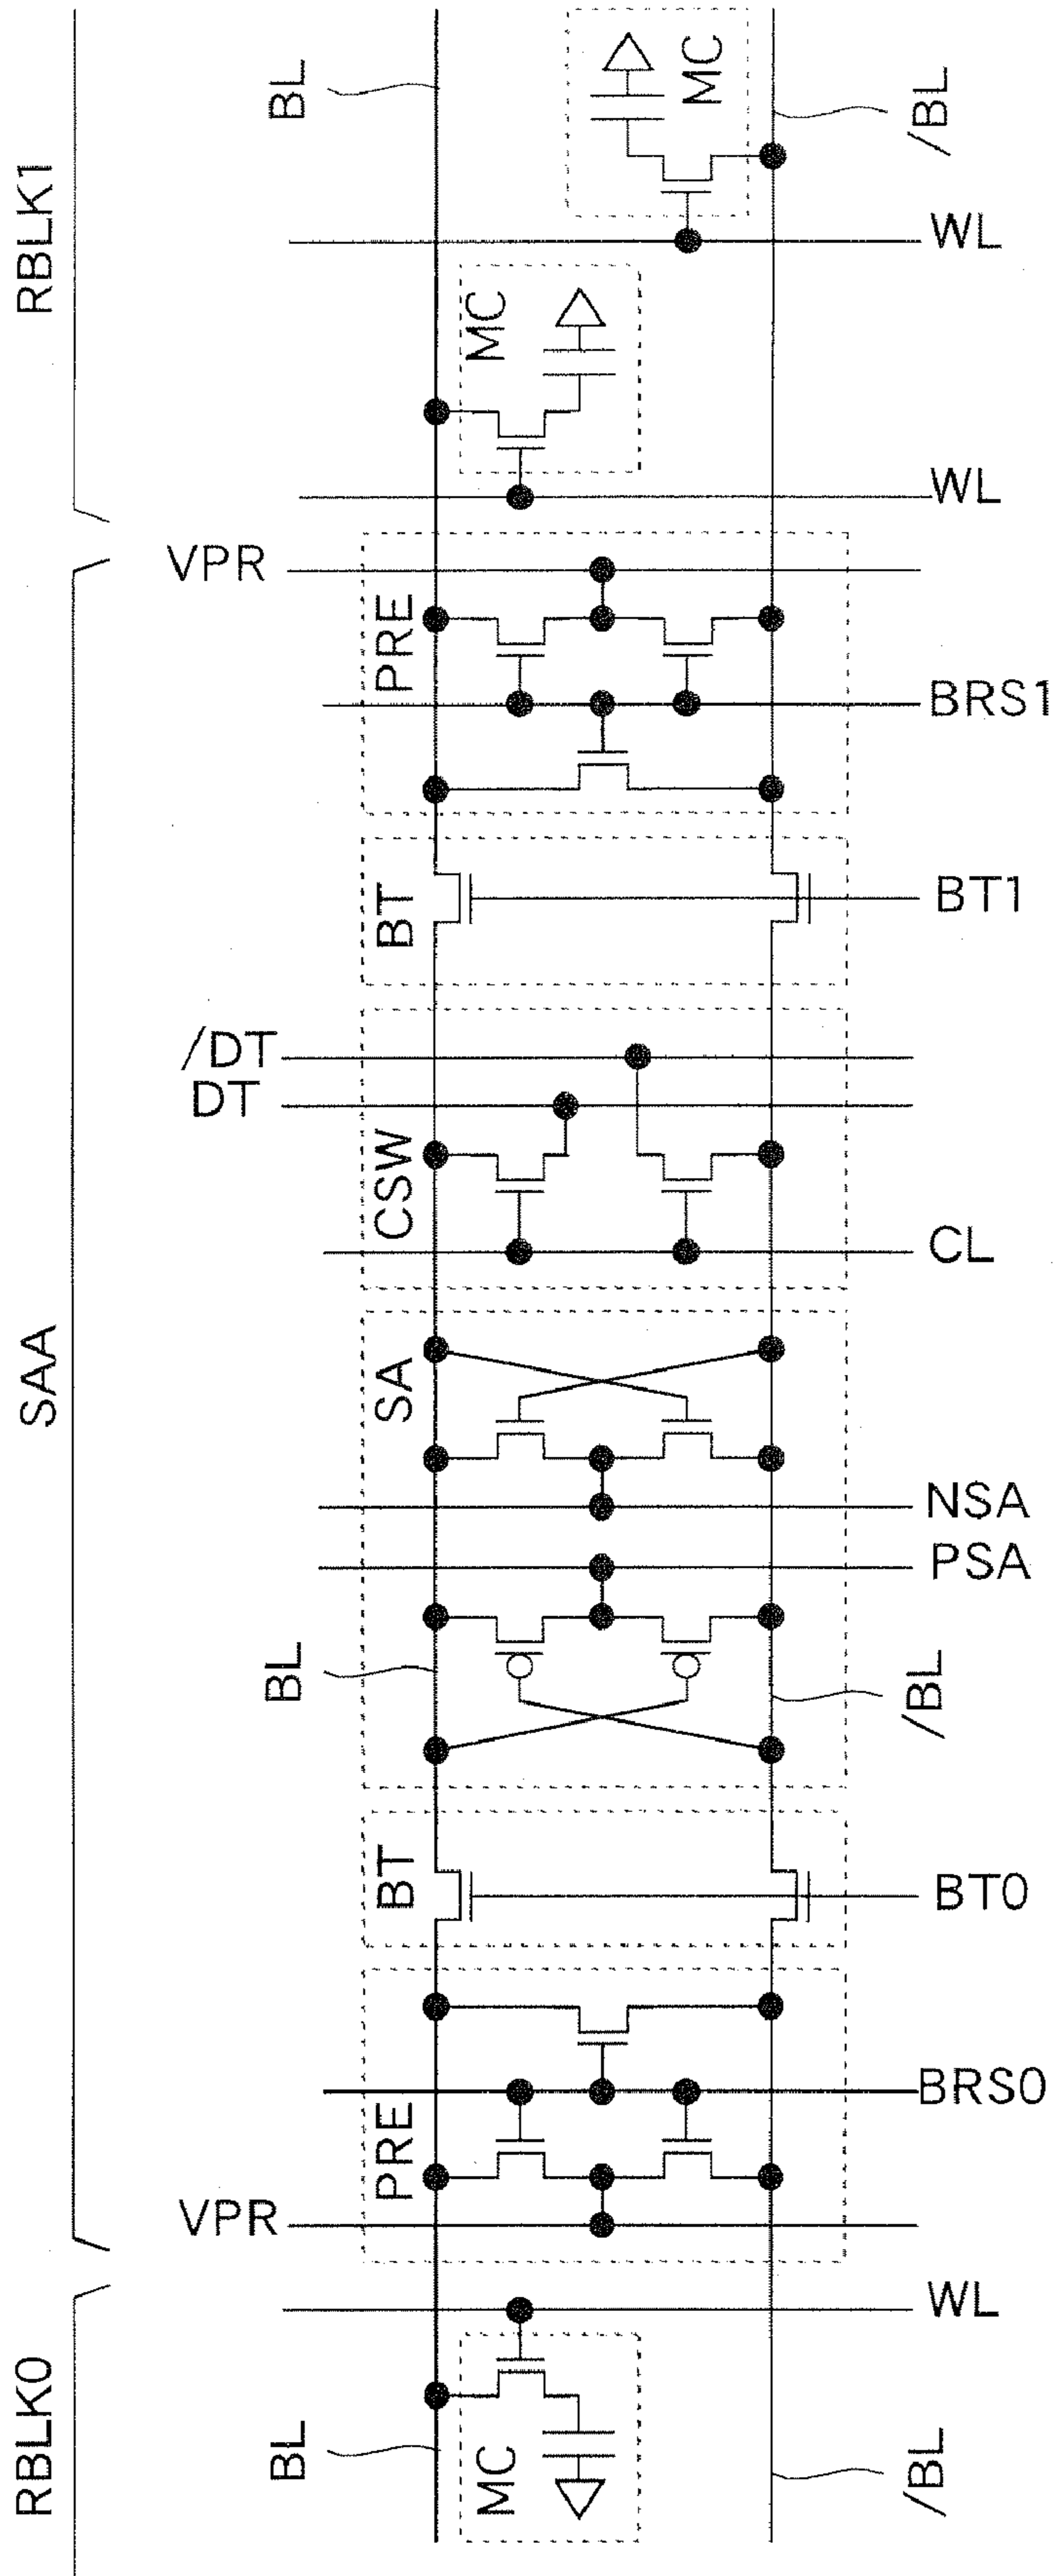 RBLK1
BL
MC
/BL
WL
MC
WL
VPR
PRE
BRS1
BT
BT1
SAA
/DT
DT
CSW
CL
SA
NSA
PSA
BL
/BL
BT
BT0
PRE
BRS0
VPR
WL
RBLK0
BL
MC
/BL